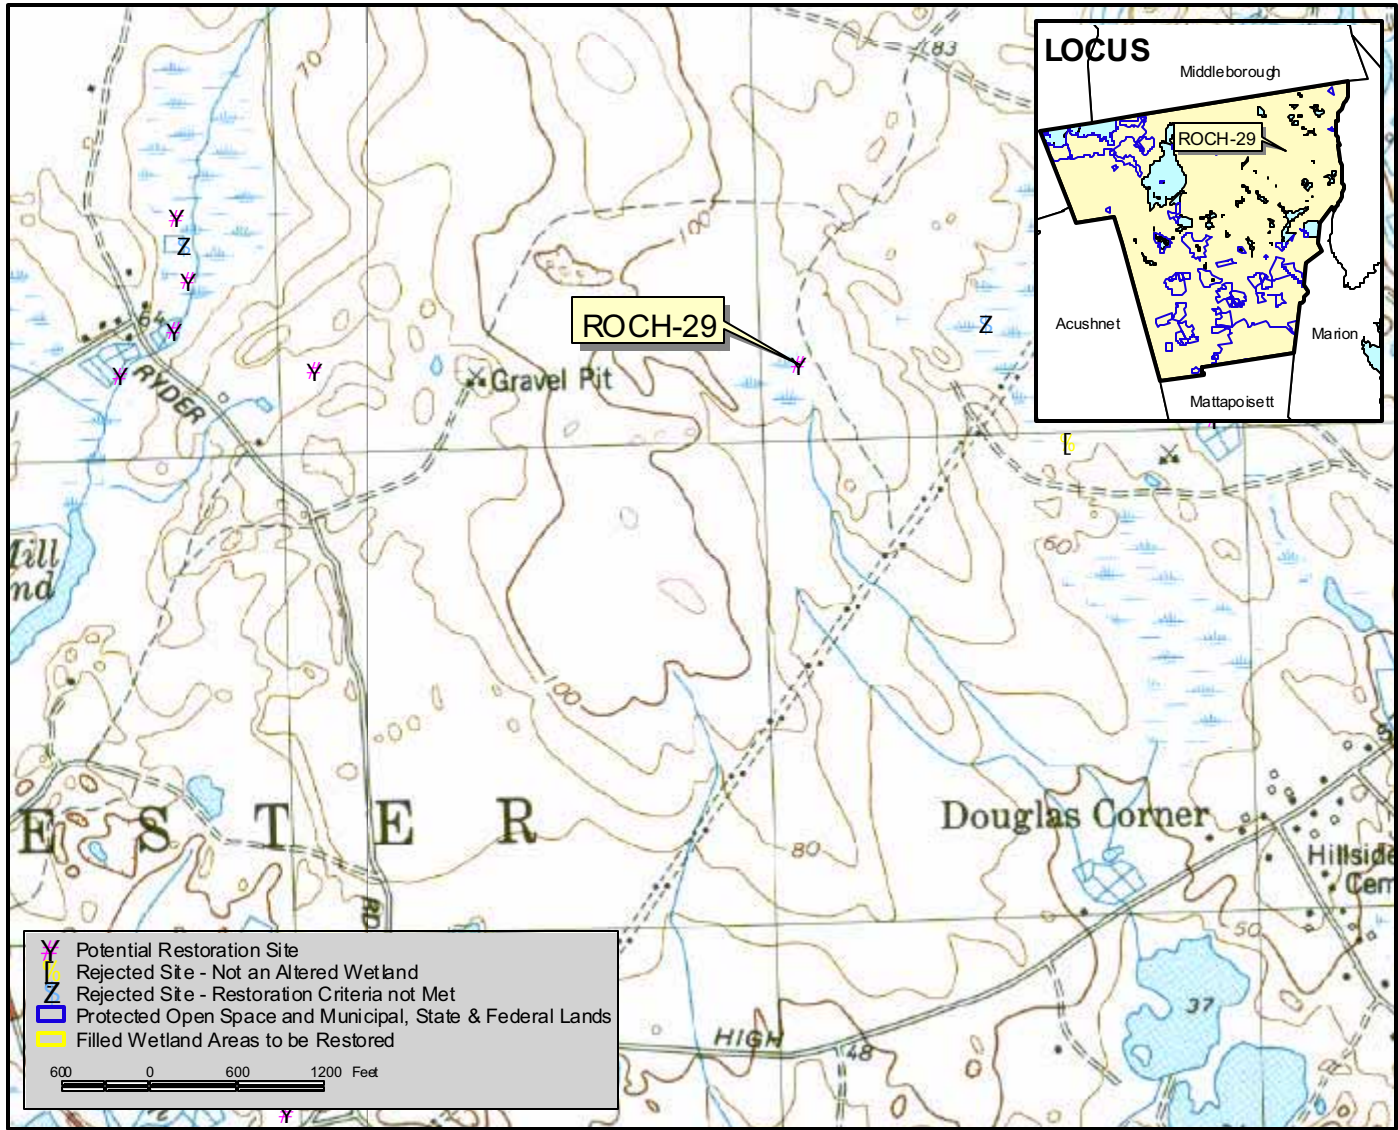 70
83
LOCUS
Middleborough
ROCH-29
Acushnet
Marion
Mattapoisett
100
ROCH-29
64
RYDER
Gravel Pit
60
Mill
nd
100
E S T E R
Douglas Corner
80
Hillside
Cem
RD
50
37
HIGH
48
Potential Restoration Site
Rejected Site - Not an Altered Wetland
Rejected Site - Restoration Criteria not Met
Protected Open Space and Municipal, State & Federal Lands
Filled Wetland Areas to be Restored
600 0 600 1200 Feet